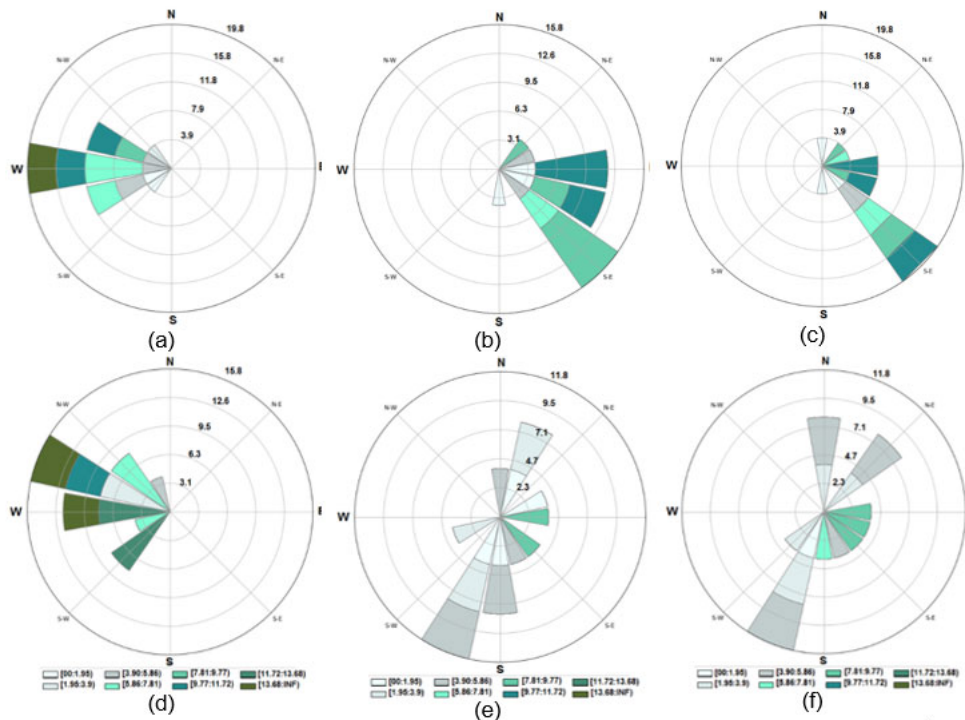 N
19.8
15.8
11.8
7.9
3.9
N-W
N-E
W
S-W
S-E
S
(a)
N
15.8
12.6
9.5
6.3
3.1
N-W
N-E
W
S-W
S-E
S
(b)
N
19.8
15.8
11.8
7.9
3.9
N-W
N-E
W
S-W
S-E
S
(c)
N
15.8
12.6
9.5
6.3
3.1
N-W
N-E
W
S-W
S-E
S
[00:1.95) [3.90:5.86) [7.81:9.77) [11.72:13.68)
[1.95:3.9) [5.86:7.81) [9.77:11.72) [13.68:INF)
(d)
N
11.8
9.5
7.1
4.7
2.3
N-W
N-E
W
S-W
S-E
S
[00:1.95) [3.90:5.86) [7.81:9.77) [11.72:13.68)
[1.95:3.9) [5.86:7.81) [9.77:11.72) [13.68:INF)
(e)
N
11.8
9.5
7.1
4.7
2.3
N-W
N-E
W
S-W
S-E
S
[00:1.95) [3.90:5.86) [7.81:9.77) [11.72:13.68)
[1.95:3.9) [5.86:7.81) [9.77:11.72) [13.68:INF)
(f)